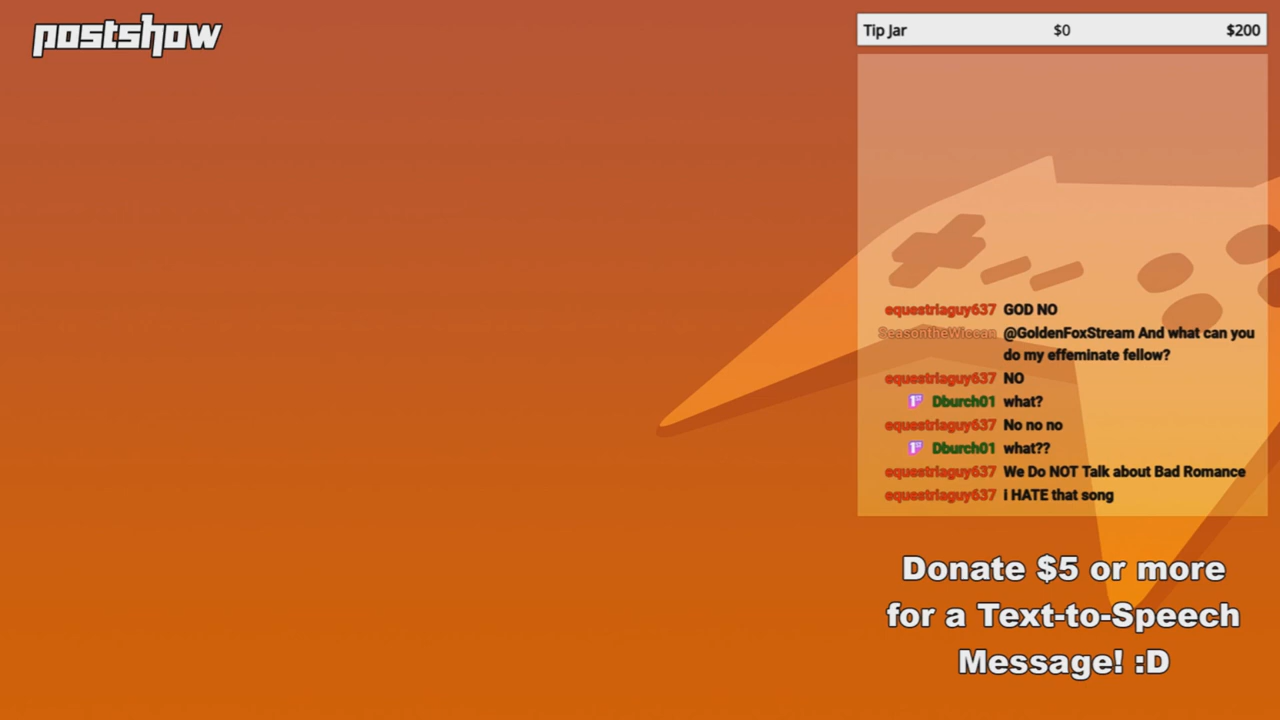 postshow
Tip Jar $0 $200
equestriaguy637 GOD NO
SeasontheWiccan @GoldenFoxStream And what can you
do my effeminate fellow?
equestriaguy637 NO
Dburch01 what?
equestriaguy637 No no no
Dburch01 what??
equestriaguy637 We Do NOT Talk about Bad Romance
equestriaguy637 i HATE that song
Donate $5 or more
for a Text-to-Speech
Message! :D